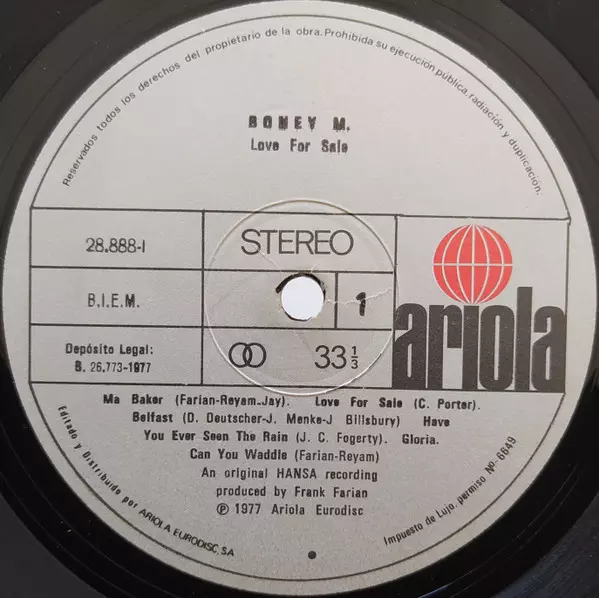 Reservados todos los derechos del propietario de la obra. Prohibida su ejecución pública, radiación y duplicación.
BONEY M.
Love For Sale
28.888-I
STEREO
B.I.E.M.
1
ariola
Depósito Legal:
B. 26.773-1977
33 1/3
Ma Baker (Farian-Reyam-Jay). Love For Sale (C. Porter).
Belfast (D. Deutscher-J. Menke-J Billsbury) Have
You Ever Seen The Rain (J. C. Fogerty). Gloria.
Can You Waddle (Farian-Reyam)
An original HANSA recording
produced by Frank Farian
℗ 1977 Ariola Eurodisc
Editado y Distribuido por ARIOLA EURODISC, SA
Impuesto de Lujo, permiso Nº 6649